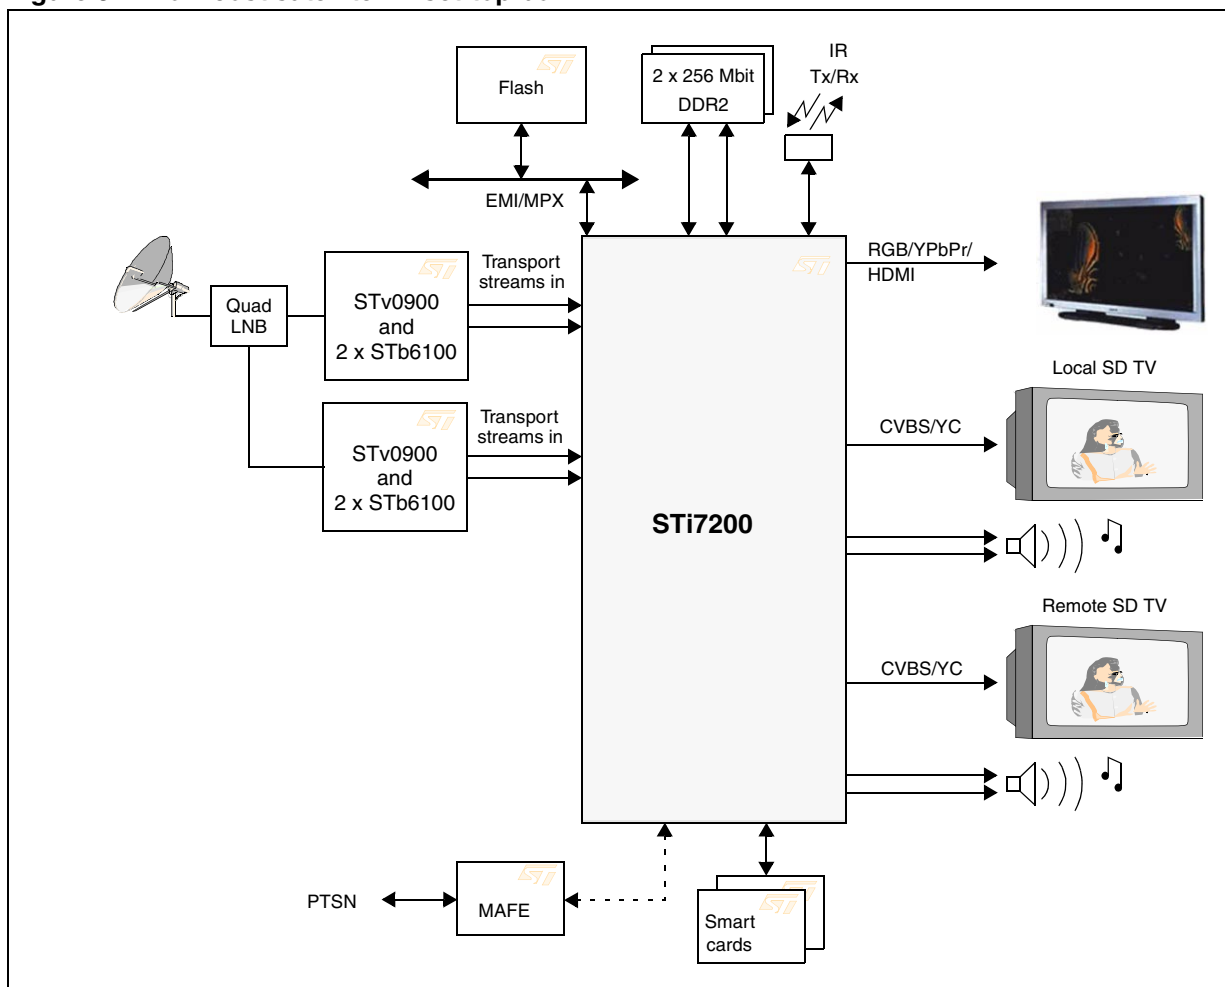 Flash
2 x 256 Mbit
DDR2
IR
Tx/Rx
EMI/MPX
RGB/YPbPr/
HDMI
Transport
streams in
Quad
LNB
STv0900
and
2 x STb6100
Local SD TV
Transport
streams in
CVBS/YC
STv0900
and
2 x STb6100
STi7200
Remote SD TV
CVBS/YC
PTSN
MAFE
Smart
cards